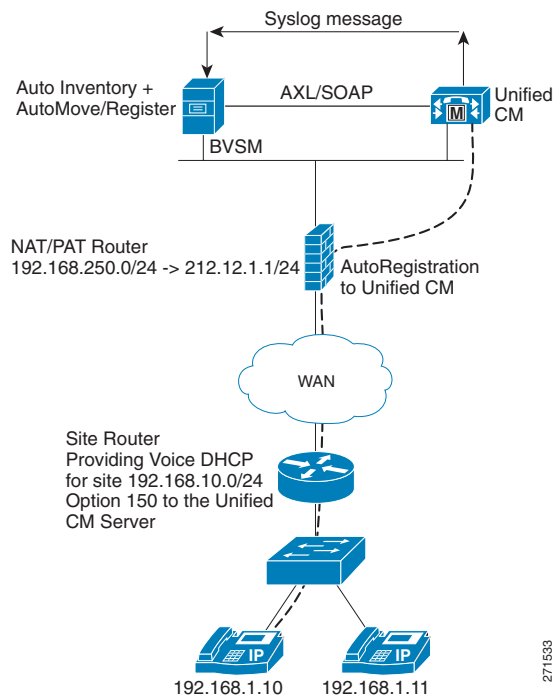 Syslog message
Auto Inventory +
AutoMove/Register
AXL/SOAP
Unified
CM
M
BVSM
NAT/PAT Router
192.168.250.0/24 -> 212.12.1.1/24
AutoRegistration
to Unified CM
WAN
Site Router
Providing Voice DHCP
for site 192.168.10.0/24
Option 150 to the Unified
CM Server
IP
IP
192.168.1.10
192.168.1.11
271533